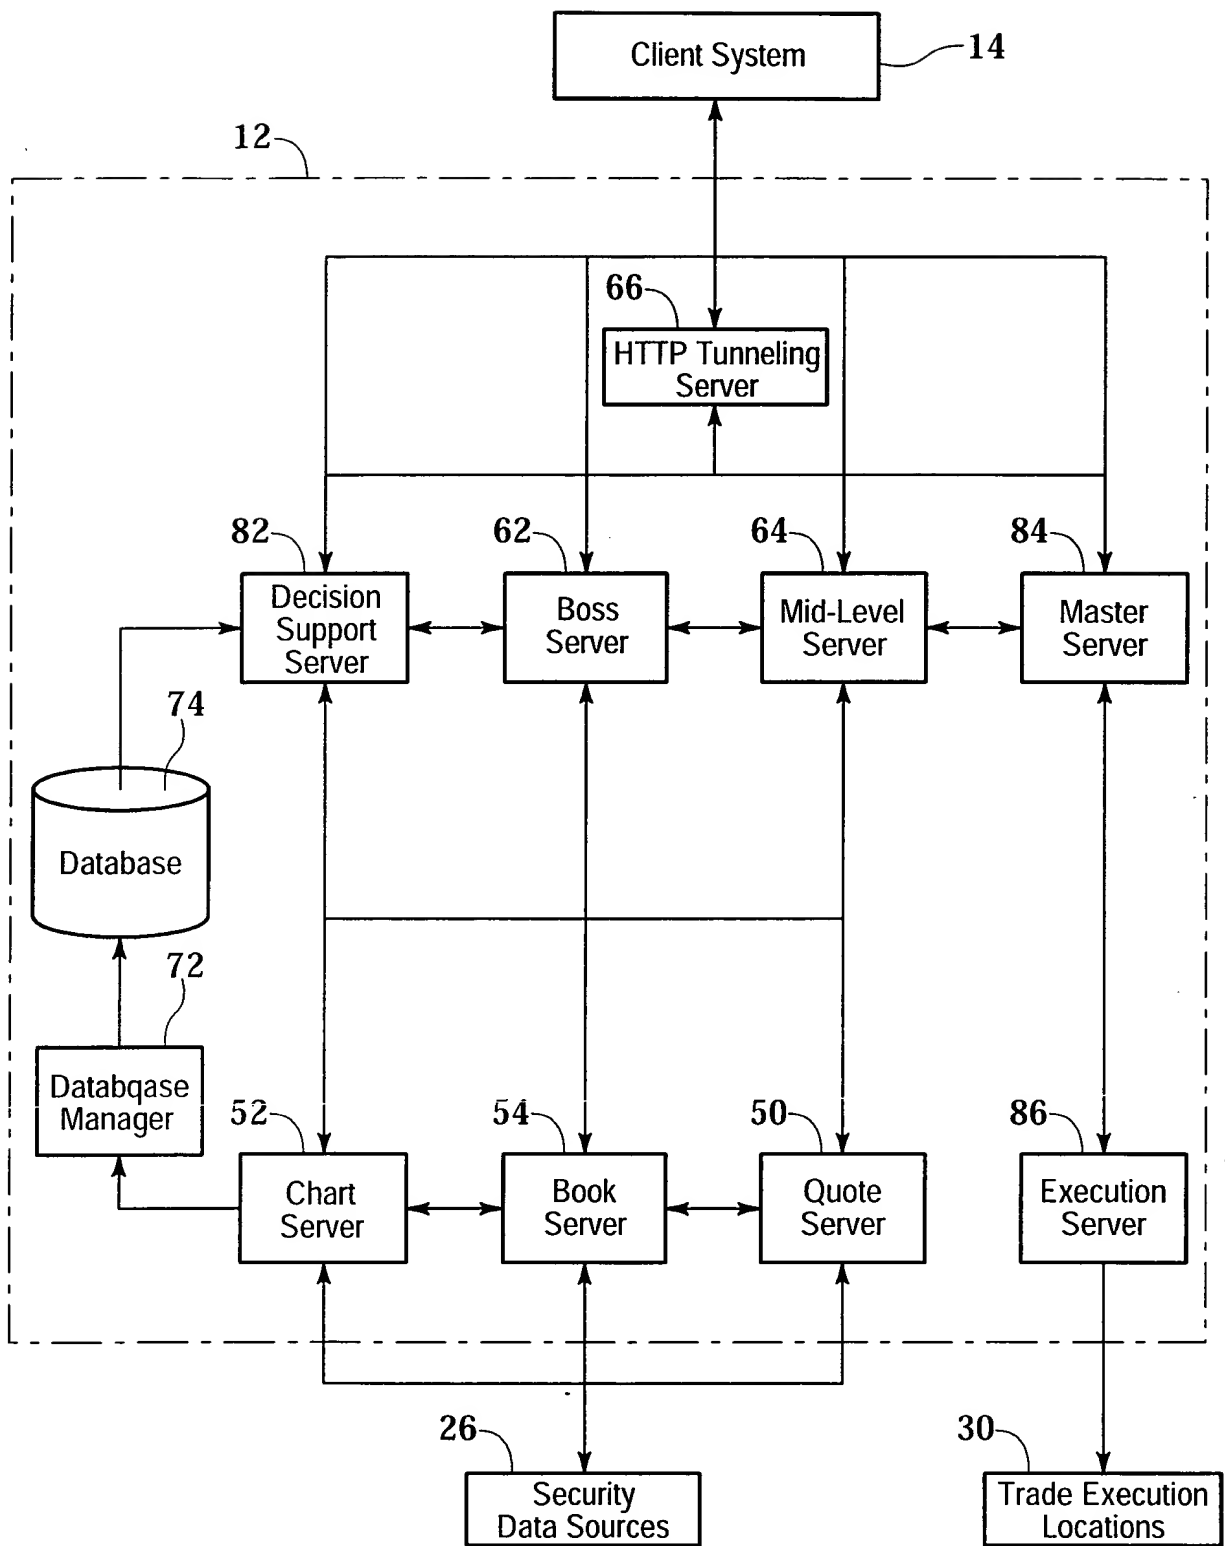 Client System
14
12
66
HTTP Tunneling
Server
82
62
64
84
Decision
Support
Server
Boss
Server
Mid-Level
Server
Master
Server
74
Database
72
Databqase
Manager
52
54
50
86
Chart
Server
Book
Server
Quote
Server
Execution
Server
26
30
Security
Data Sources
Trade Execution
Locations